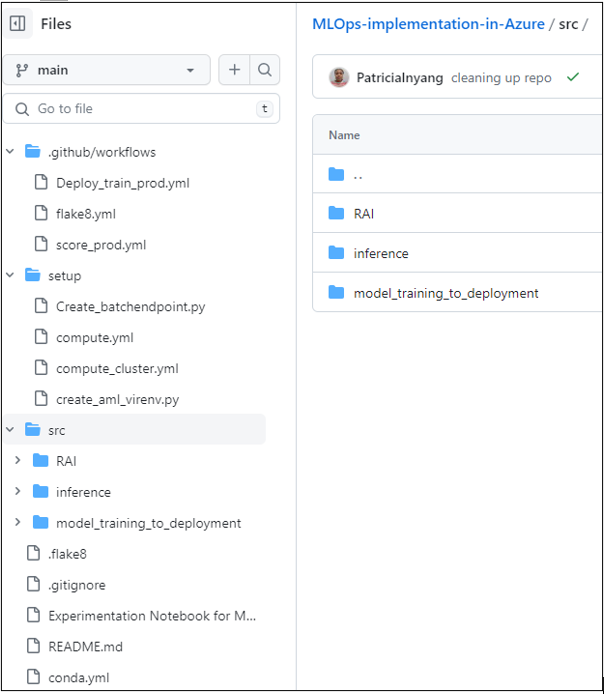 Files
main
Go to file
t
.github/workflows
Deploy_train_prod.yml
flake8.yml
score_prod.yml
setup
Create_batchendpoint.py
compute.yml
compute_cluster.yml
create_aml_virenv.py
src
RAI
inference
model_training_to_deployment
.flake8
.gitignore
Experimentation Notebook for M...
README.md
conda.yml
MLOps-implementation-in-Azure / src /
PatriciaInyang cleaning up repo
Name
..
RAI
inference
model_training_to_deployment